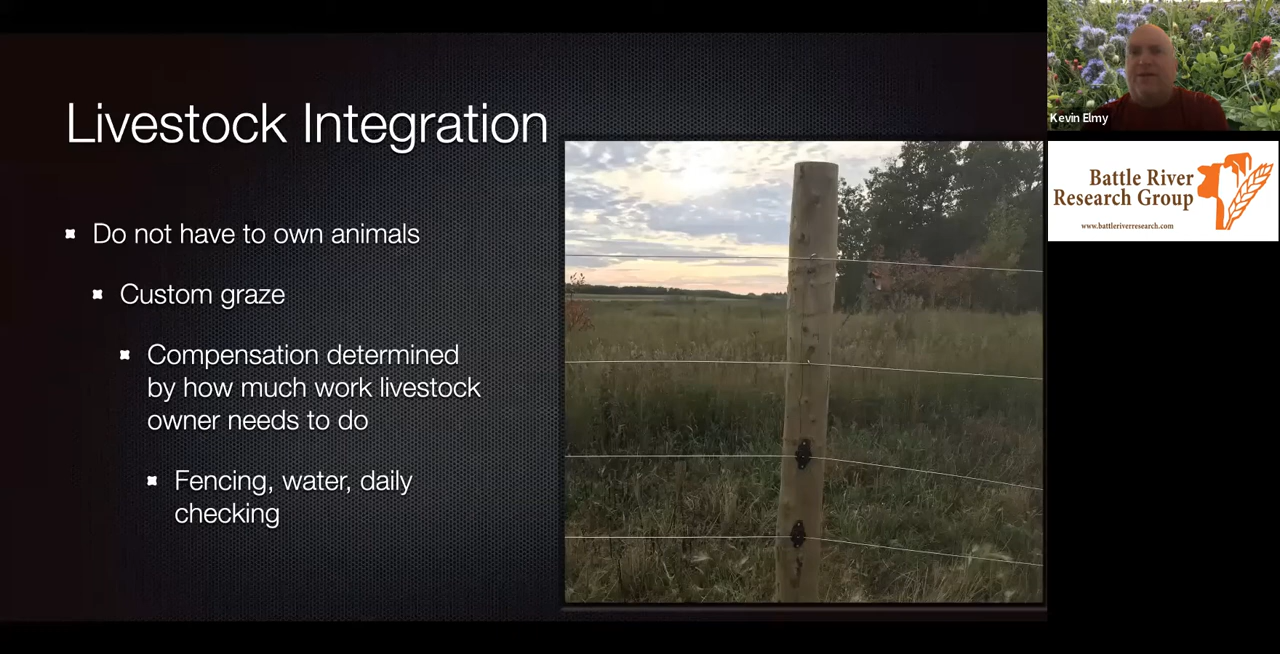 Livestock Integration
Do not have to own animals
Custom graze
Compensation determined
by how much work livestock
owner needs to do
Fencing, water, daily
checking
Kevin Elmy
Battle River
Research Group
www.battleriverresearch.com